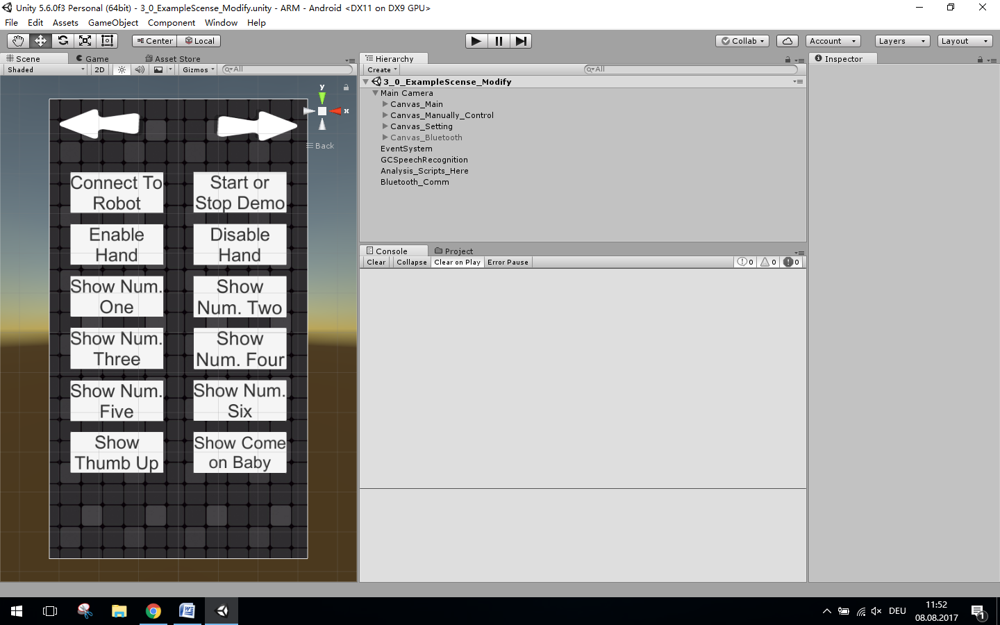 Unity 5.6.0f3 Personal (64bit) - 3_0_ExampleScense_Modify.unity - ARM - Android <DX11 on DX9 GPU>
File Edit Assets GameObject Component Window Help
Center Local Collab Account Layers Layout
Scene Game Asset Store
Shaded 2D Gizmos All
y
x
Back
Connect To
Robot
Start or
Stop Demo
Enable
Hand
Disable
Hand
Show Num.
One
Show
Num. Two
Show Num.
Three
Show
Num. Four
Show Num.
Five
Show Num.
Six
Show
Thumb Up
Show Come
on Baby
Hierarchy
Create All
3_0_ExampleScense_Modify
Main Camera
Canvas_Main
Canvas_Manually_Control
Canvas_Setting
Canvas_Bluetooth
EventSystem
GCSpeechRecognition
Analysis_Scripts_Here
Bluetooth_Comm
Console Project
Clear Collapse Clear on Play Error Pause 0 0 0
Inspector
DEU
11:52
08.08.2017
1